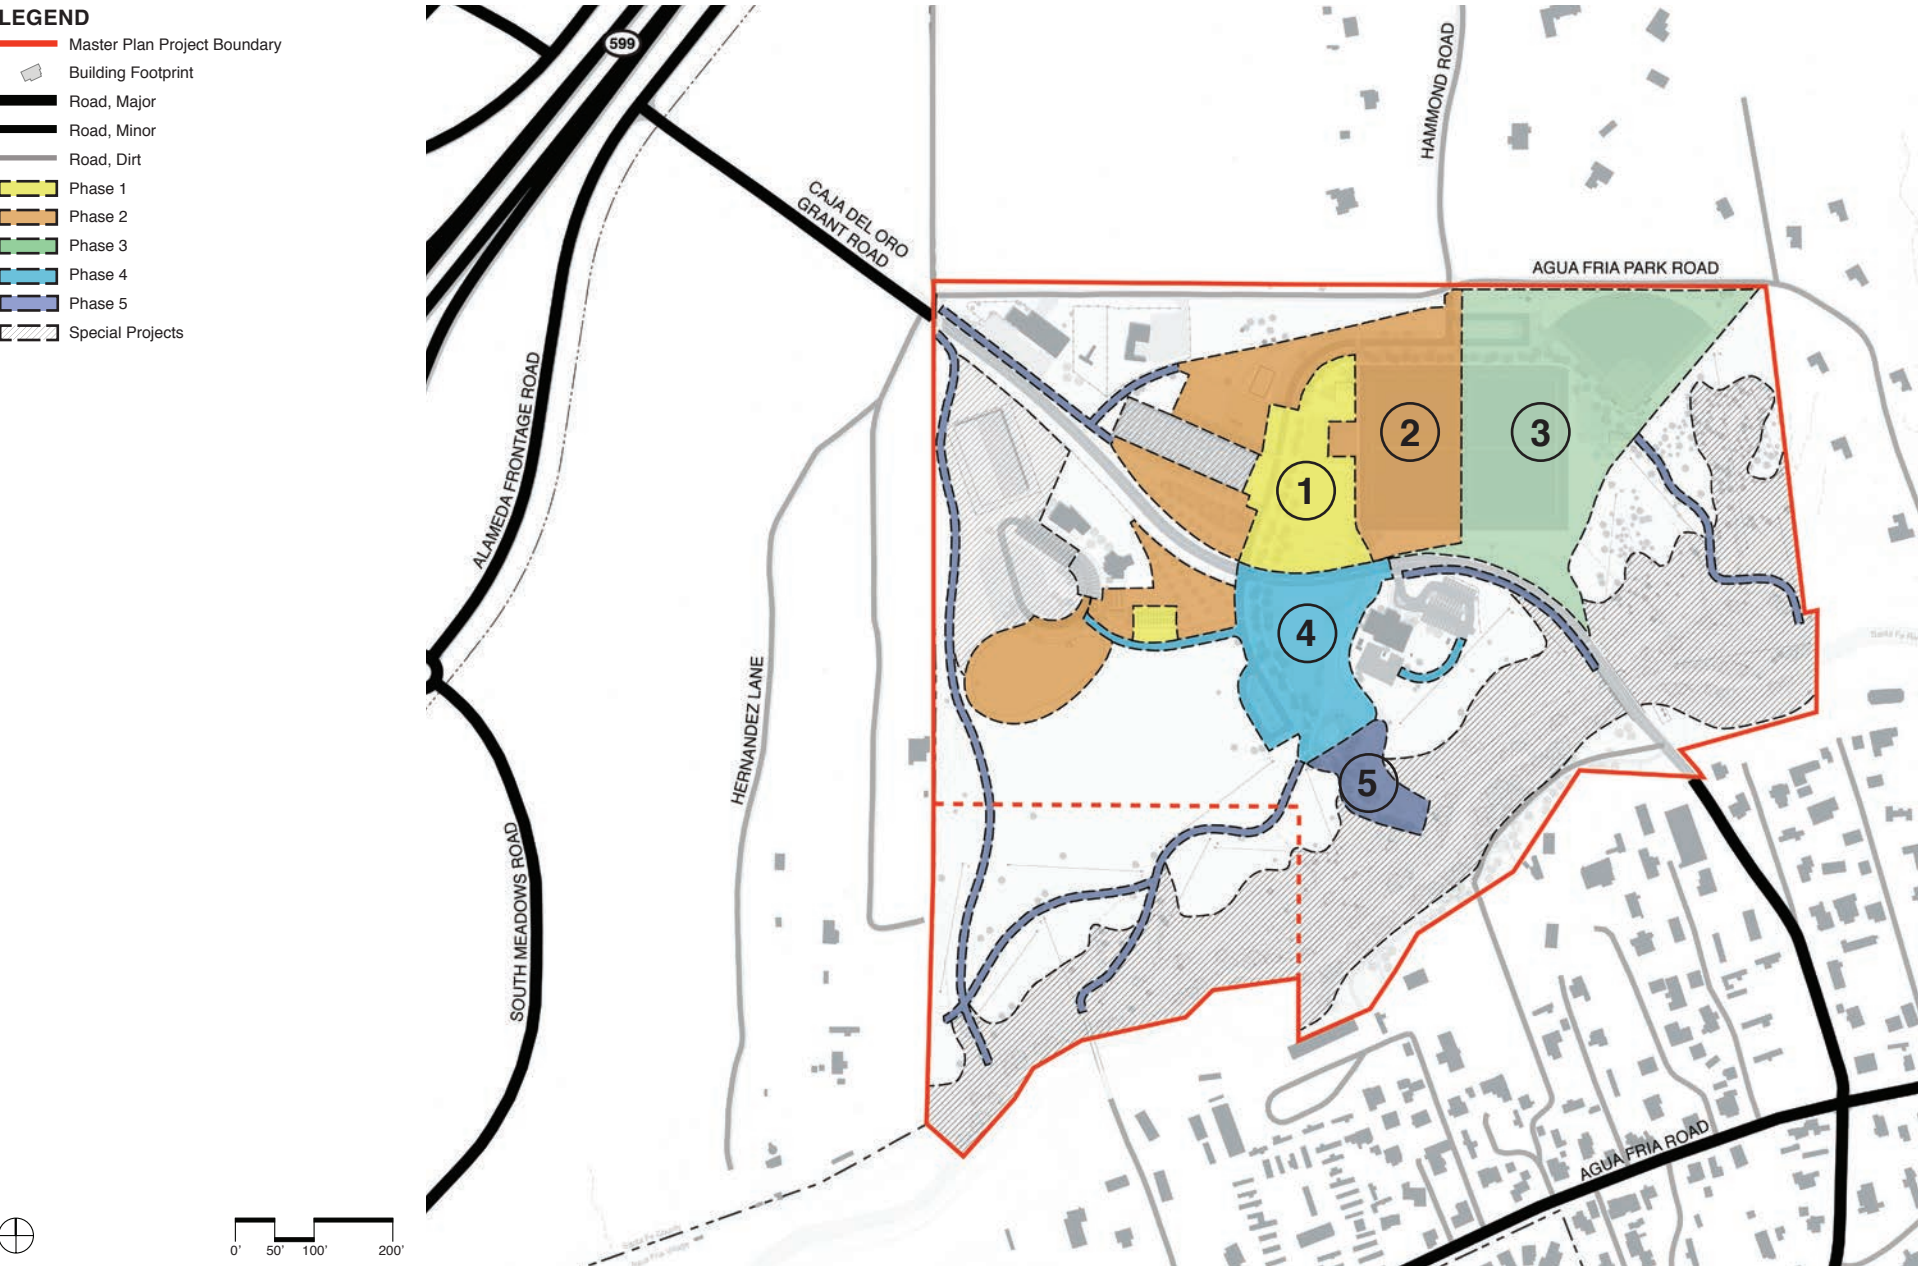 LEGEND
Master Plan Project Boundary
Building Footprint
Road, Major
Road, Minor
Road, Dirt
Phase 1
Phase 2
Phase 3
Phase 4
Phase 5
Special Projects
599
CAJA DEL ORO
GRANT ROAD
HAMMOND ROAD
AGUA FRIA PARK ROAD
ALAMEDA FRONTAGE ROAD
HERNANDEZ LANE
SOUTH MEADOWS ROAD
AGUA FRIA ROAD
1
2
3
4
5
0'
50'
100'
200'